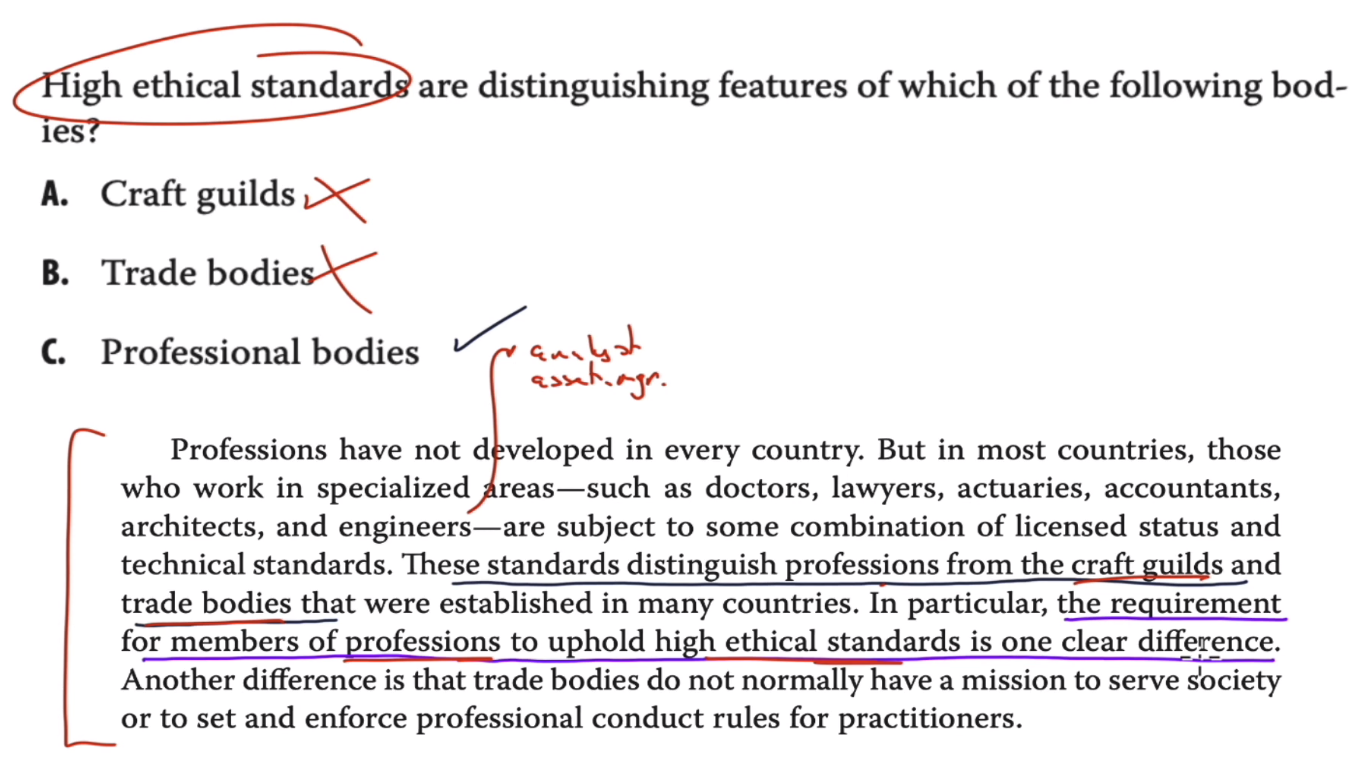 High ethical standards are distinguishing features of which of the following bod-
ies?
A. Craft guilds
B. Trade bodies
C. Professional bodies
analyst
asset mgr.
Professions have not developed in every country. But in most countries, those
who work in specialized areas—such as doctors, lawyers, actuaries, accountants,
architects, and engineers—are subject to some combination of licensed status and
technical standards. These standards distinguish professions from the craft guilds and
trade bodies that were established in many countries. In particular, the requirement
for members of professions to uphold high ethical standards is one clear difference.
Another difference is that trade bodies do not normally have a mission to serve society
or to set and enforce professional conduct rules for practitioners.